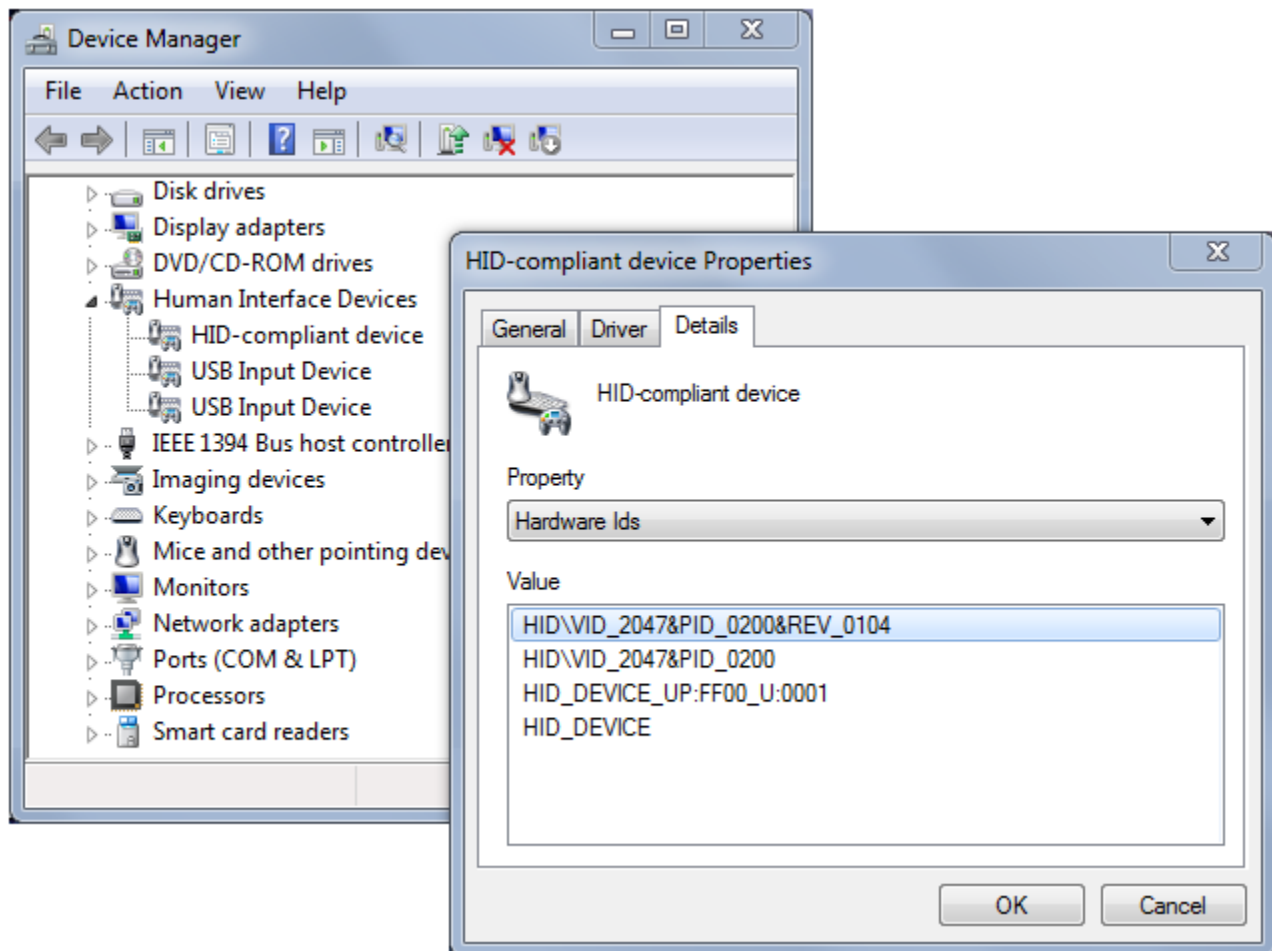 Device Manager
File Action View Help
Disk drives
Display adapters
DVD/CD-ROM drives
Human Interface Devices
HID-compliant device
USB Input Device
USB Input Device
IEEE 1394 Bus host controller
Imaging devices
Keyboards
Mice and other pointing dev
Monitors
Network adapters
Ports (COM & LPT)
Processors
Smart card readers
HID-compliant device Properties
General Driver Details
HID-compliant device
Property
Hardware Ids
Value
HID\VID_2047&PID_0200&REV_0104
HID\VID_2047&PID_0200
HID_DEVICE_UP:FF00_U:0001
HID_DEVICE
OK Cancel